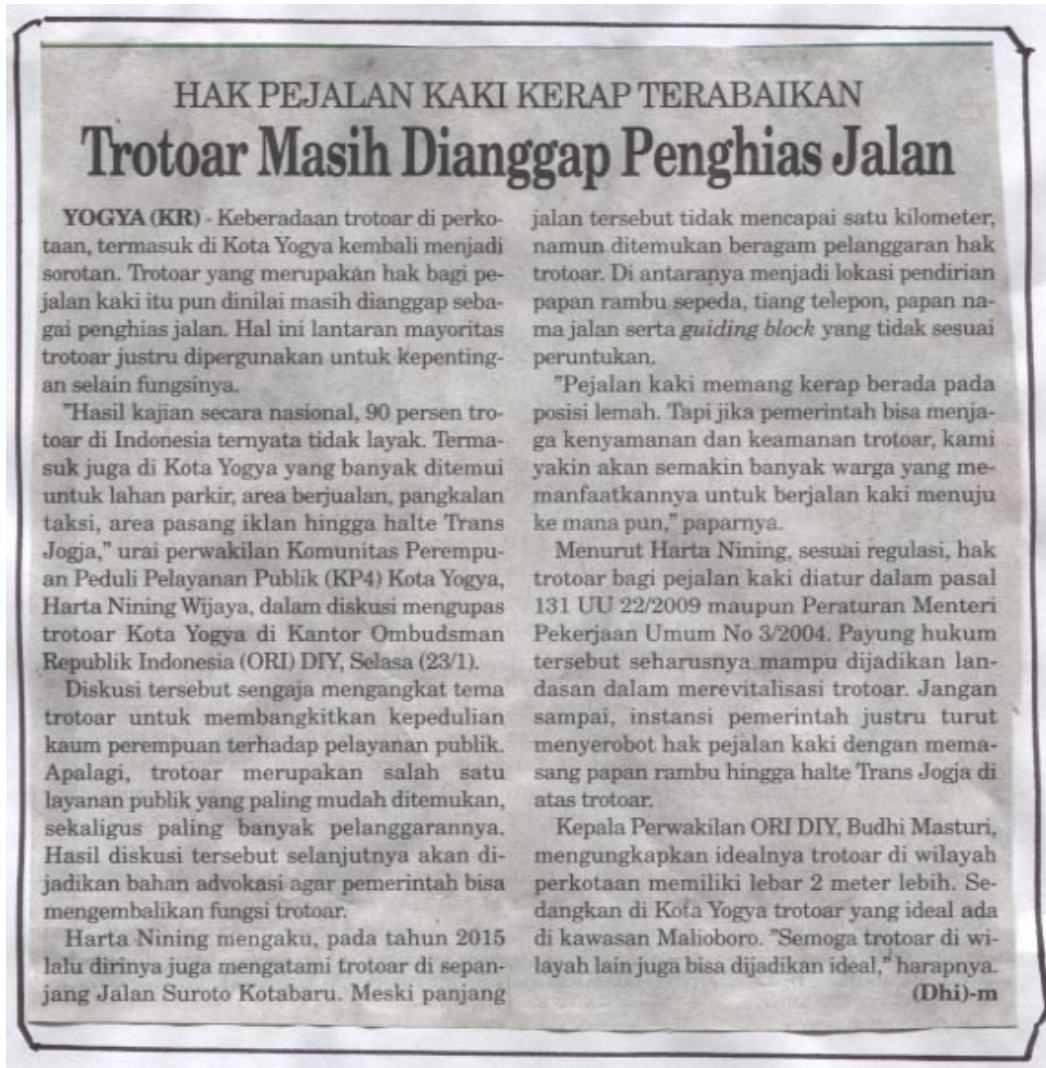 HAK PEJALAN KAKI KERAP TERABAIKAN
Trotoar Masih Dianggap Penghias Jalan
YOGYA (KR) - Keberadaan trotoar di perko-
taan, termasuk di Kota Yogya kembali menjadi
sorotan. Trotoar yang merupakan hak bagi pe-
jalan kaki itu pun dinilai masih dianggap seba-
gai penghias jalan. Hal ini lantaran mayoritas
trotoar justru dipergunakan untuk kepenting-
an selain fungsinya.
"Hasil kajian secara nasional, 90 persen tro-
toar di Indonesia ternyata tidak layak. Terma-
suk juga di Kota Yogya yang banyak ditemui
untuk lahan parkir, area berjualan, pangkalan
taksi, area pasang iklan hingga halte Trans
Jogja," urai perwakilan Komunitas Perempu-
an Peduli Pelayanan Publik (KP4) Kota Yogya,
Harta Nining Wijaya, dalam diskusi mengupas
trotoar Kota Yogya di Kantor Ombudsman
Republik Indonesia (ORI) DIY, Selasa (23/1).
Diskusi tersebut sengaja mengangkat tema
trotoar untuk membangkitkan kepedulian
kaum perempuan terhadap pelayanan publik.
Apalagi, trotoar merupakan salah satu
layanan publik yang paling mudah ditemukan,
sekaligus paling banyak pelanggarannya.
Hasil diskusi tersebut selanjutnya akan di-
jadikan bahan advokasi agar pemerintah bisa
mengembalikan fungsi trotoar.
Harta Nining mengaku, pada tahun 2015
lalu dirinya juga mengatami trotoar di sepan-
jang Jalan Suroto Kotabaru. Meski panjang
jalan tersebut tidak mencapai satu kilometer,
namun ditemukan beragam pelanggaran hak
trotoar. Di antaranya menjadi lokasi pendirian
papan rambu sepeda, tiang telepon, papan na-
ma jalan serta guiding block yang tidak sesuai
peruntukan.
"Pejalan kaki memang kerap berada pada
posisi lemah. Tapi jika pemerintah bisa menja-
ga kenyamanan dan keamanan trotoar, kami
yakin akan semakin banyak warga yang me-
manfaatkannya untuk berjalan kaki menuju
ke mana pun," paparnya.
Menurut Harta Nining, sesuai regulasi, hak
trotoar bagi pejalan kaki diatur dalam pasal
131 UU 22/2009 maupun Peraturan Menteri
Pekerjaan Umum No 3/2004. Payung hukum
tersebut seharusnya mampu dijadikan lan-
dasan dalam merevitalisasi trotoar. Jangan
sampai, instansi pemerintah justru turut
menyerobot hak pejalan kaki dengan mema-
sang papan rambu hingga halte Trans Jogja di
atas trotoar.
Kepala Perwakilan ORI DIY, Budhi Masturi,
mengungkapkan idealnya trotoar di wilayah
perkotaan memiliki lebar 2 meter lebih. Se-
dangkan di Kota Yogya trotoar yang ideal ada
di kawasan Malioboro. "Semoga trotoar di wi-
layah lain juga bisa dijadikan ideal," harapnya.
(Dhi)-m